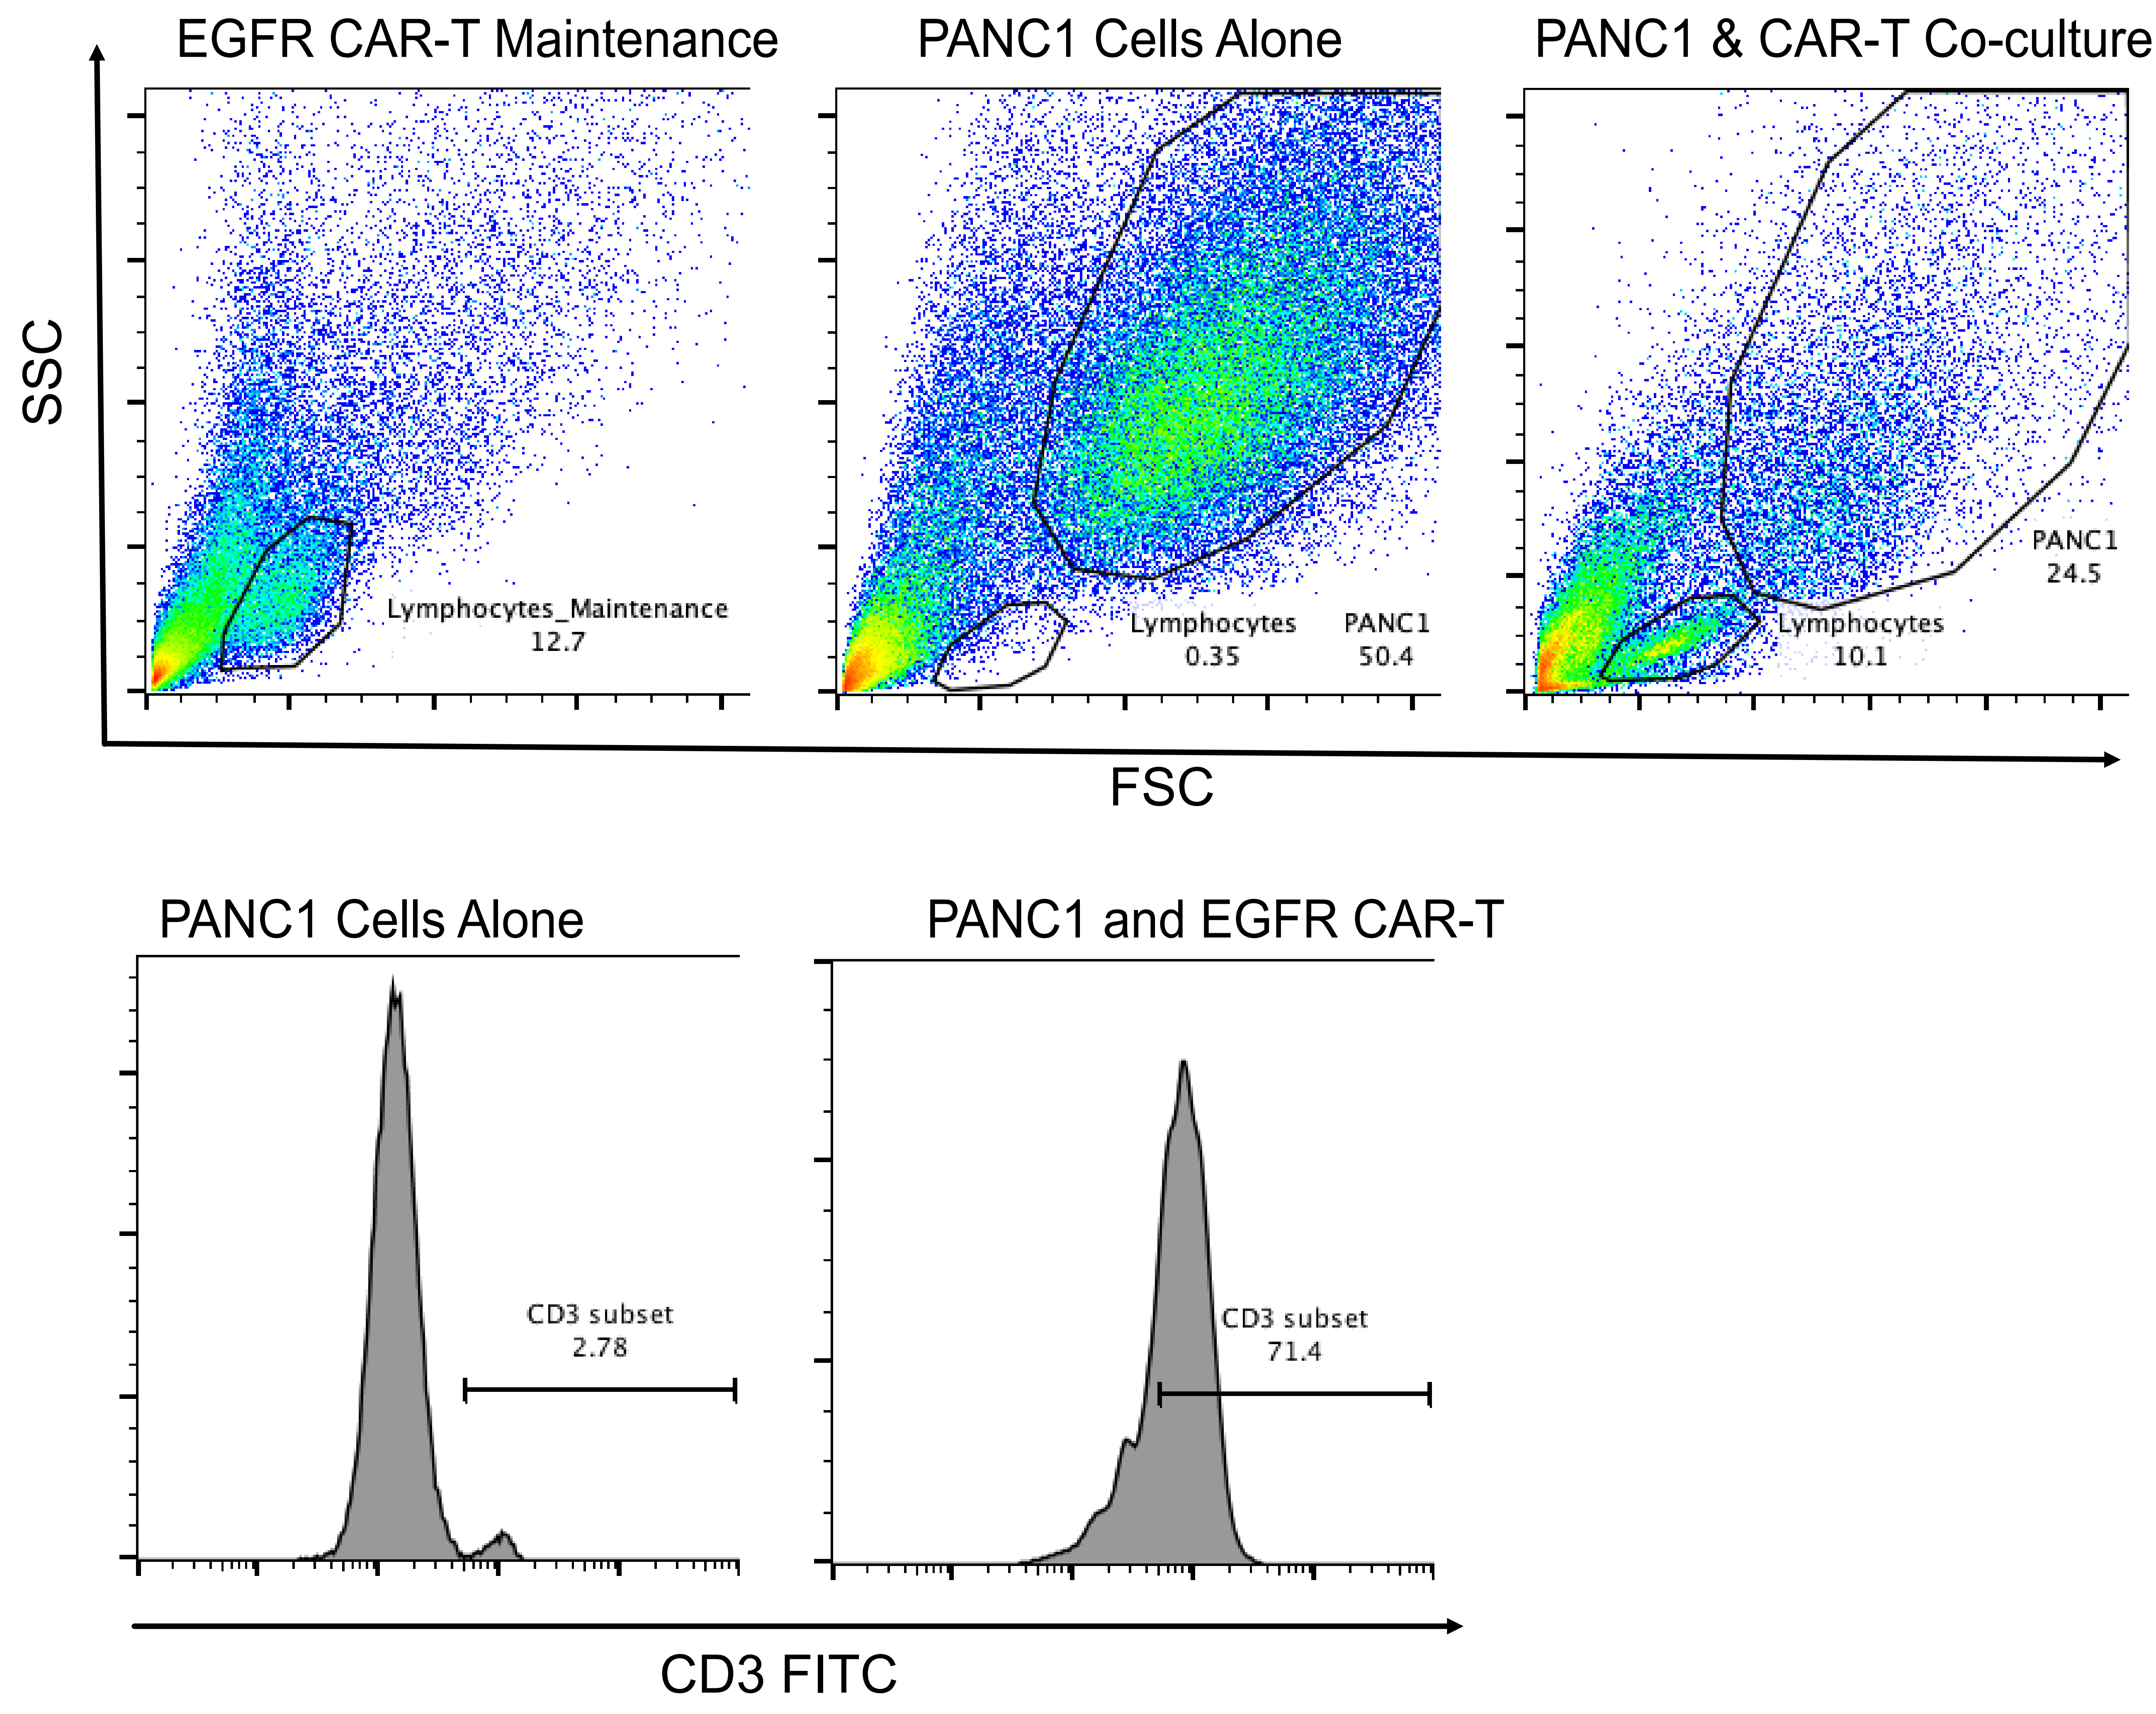 EGFR CAR-T Maintenance
PANC1 Cells Alone
PANC1 & CAR-T Co-culture
SSC
Lymphocytes_Maintenance
12.7
Lymphocytes
0.35
PANC1
50.4
PANC1
24.5
Lymphocytes
10.1
FSC
PANC1 Cells Alone
PANC1 and EGFR CAR-T
CD3 subset
2.78
CD3 subset
71.4
CD3 FITC